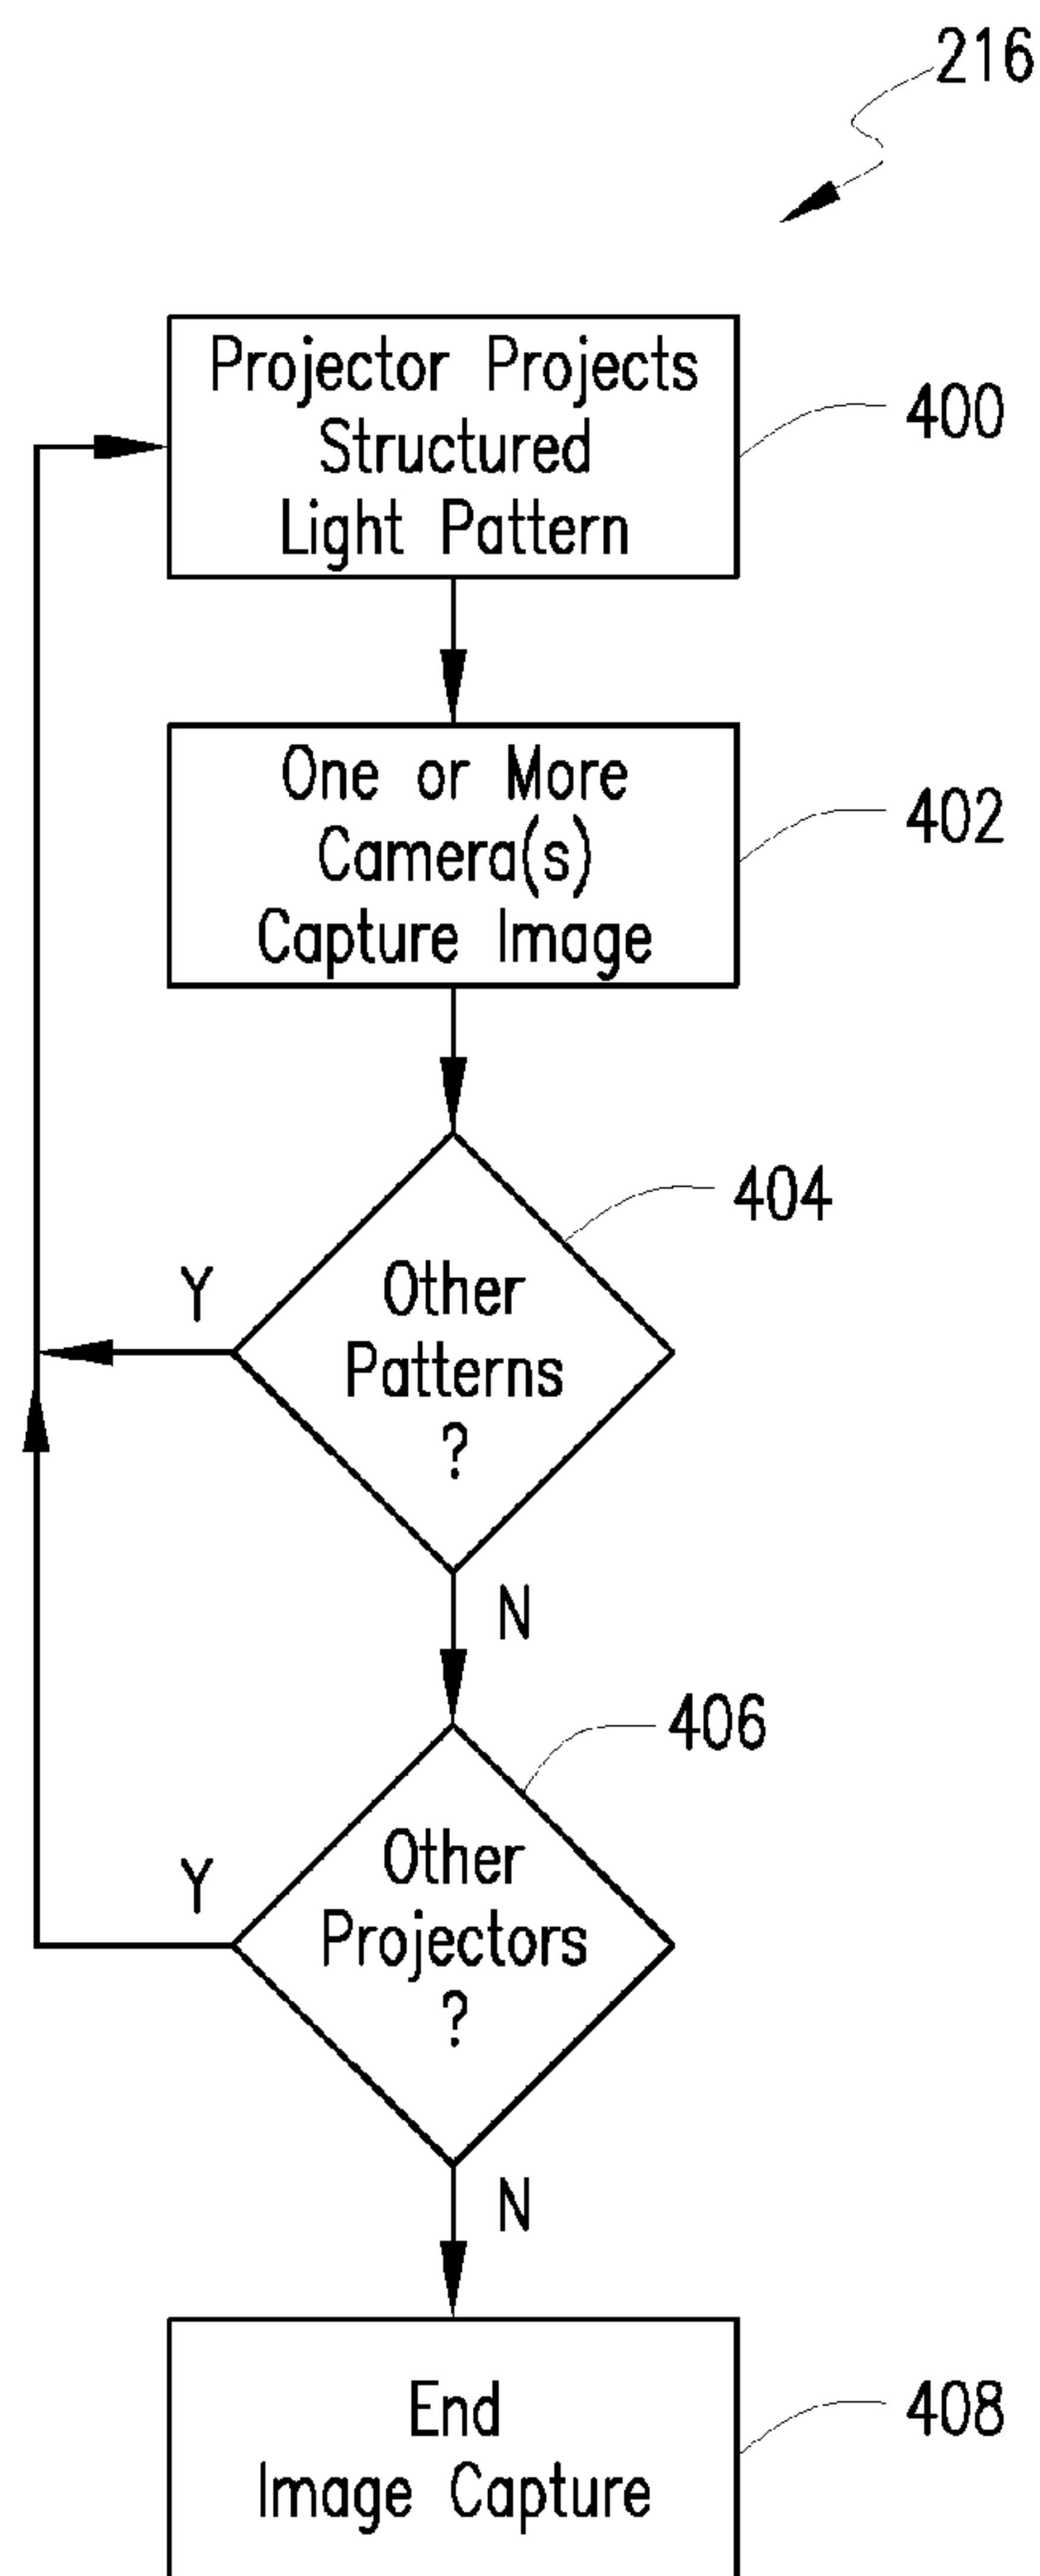 216
Projector Projects
Structured
Light Pattern
400
One or More
Camera(s)
Capture Image
402
404
Other
Patterns
?
Y
N
406
Other
Projectors
?
Y
N
End
Image Capture
408